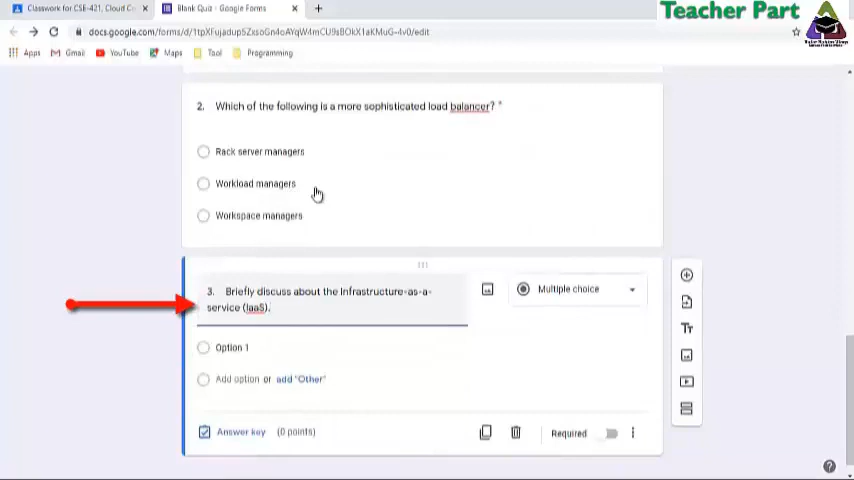 Classwork for CSE-421, Cloud C
Blank Quiz - Google Forms
Teacher Part
docs.google.com/forms/d/1tpXFujadup5ZssoGn4oAYqW4mCU9sBOkX1aKMuG-4v0/edit
Apps
Gmail
YouTube
Maps
Tool
Programming
2. Which of the following is a more sophisticated load balancer? *
Rack server managers
Workload managers
Workspace managers
3. Briefly discuss about the Infrastructure-as-a-
service (IaaS).
Multiple choice
Option 1
Add option or add "Other"
Answer key (0 points)
Required